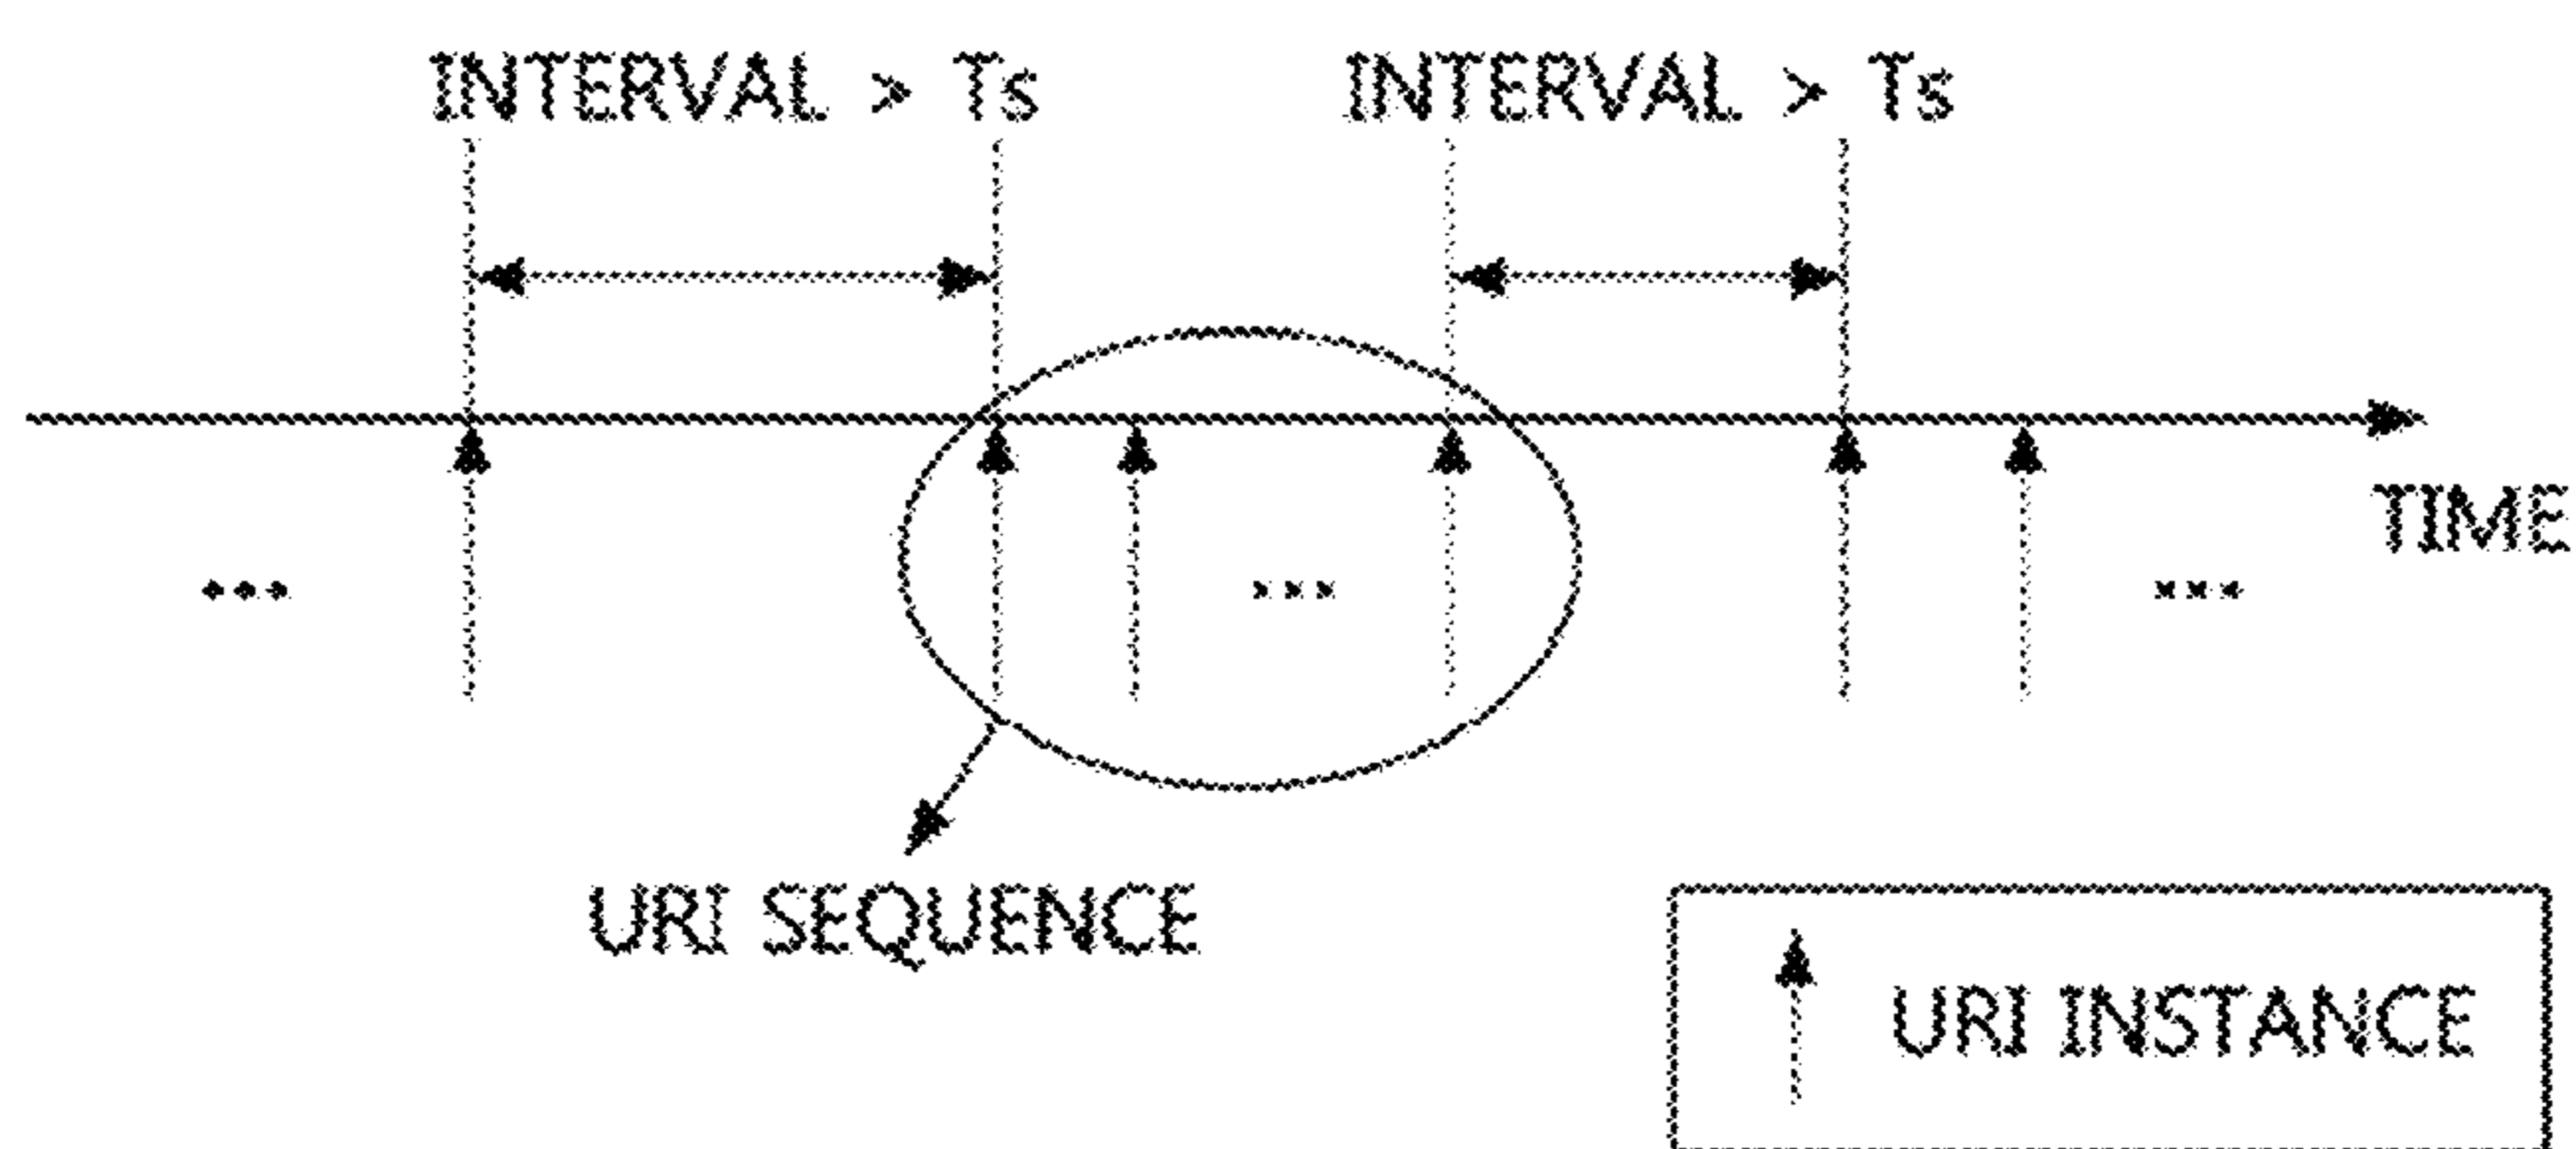 INTERVAL > Ts INTERVAL > Ts
TIME
... ... ...
URI SEQUENCE
URI INSTANCE